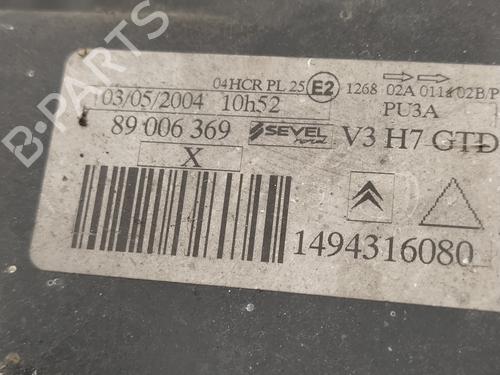 04HCR PL 25 E2 1268 02A 011 02B/P
03/05/2004 10h52 PU3A
89 006 369 SEVEL V3 H7 GTD
X
1494316080
B-PARTS